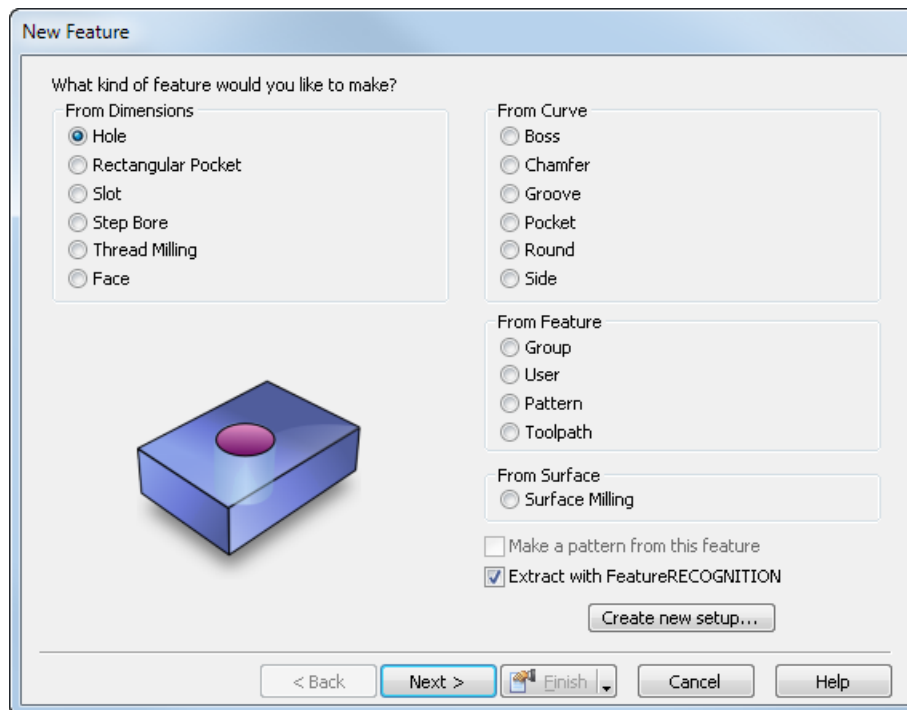 New Feature
What kind of feature would you like to make?
From Dimensions
Hole
Rectangular Pocket
Slot
Step Bore
Thread Milling
Face
From Curve
Boss
Chamfer
Groove
Pocket
Round
Side
From Feature
Group
User
Pattern
Toolpath
From Surface
Surface Milling
Make a pattern from this feature
Extract with FeatureRECOGNITION
Create new setup...
< Back
Next >
Finish
Cancel
Help